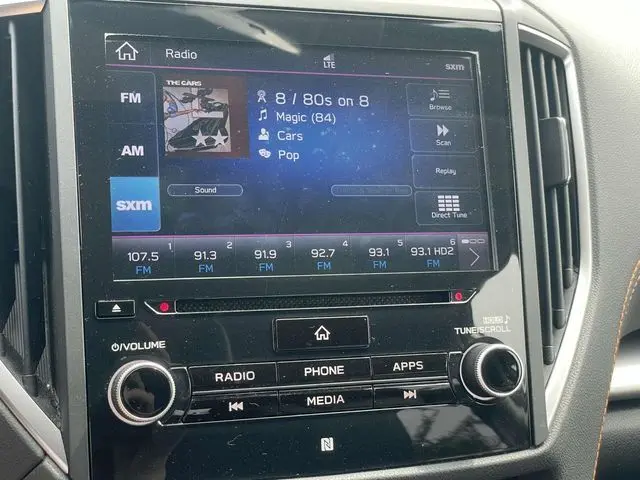 Radio
LTE
sxm
FM
AM
sxm
THE CARS
8 / 80s on 8
Magic (84)
Cars
Pop
Browse
Scan
Replay
Direct Tune
Sound
1 2 3 4 5 6
107.5 91.3 91.9 92.7 93.1 93.1 HD2
FM FM FM FM FM FM
VOLUME
HOLD
TUNE/SCROLL
RADIO PHONE APPS
MEDIA
N